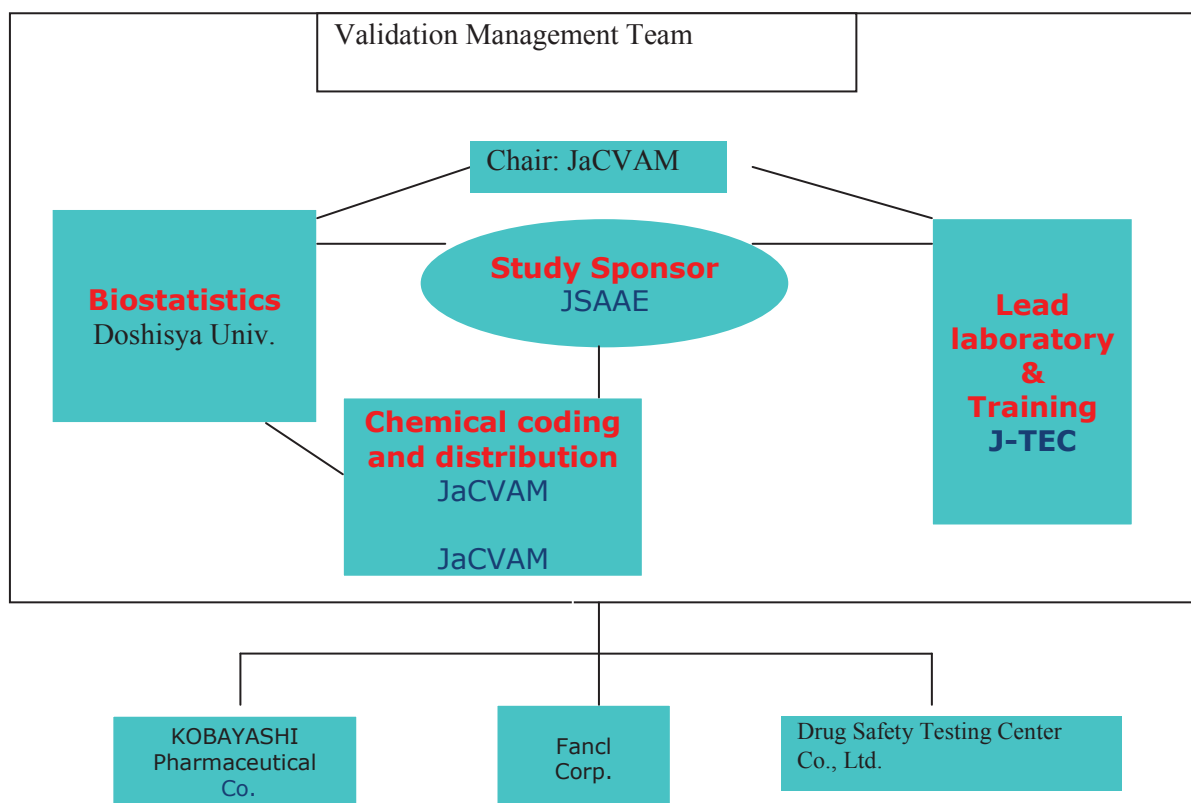 Validation Management Team
Chair: JaCVAM
Biostatistics
Doshisya Univ.
Study Sponsor
JSAAE
Lead
laboratory
&
Training
J-TEC
Chemical coding
and distribution
JaCVAM
JaCVAM
KOBAYASHI
Pharmaceutical
Co.
Fancl
Corp.
Drug Safety Testing Center
Co., Ltd.